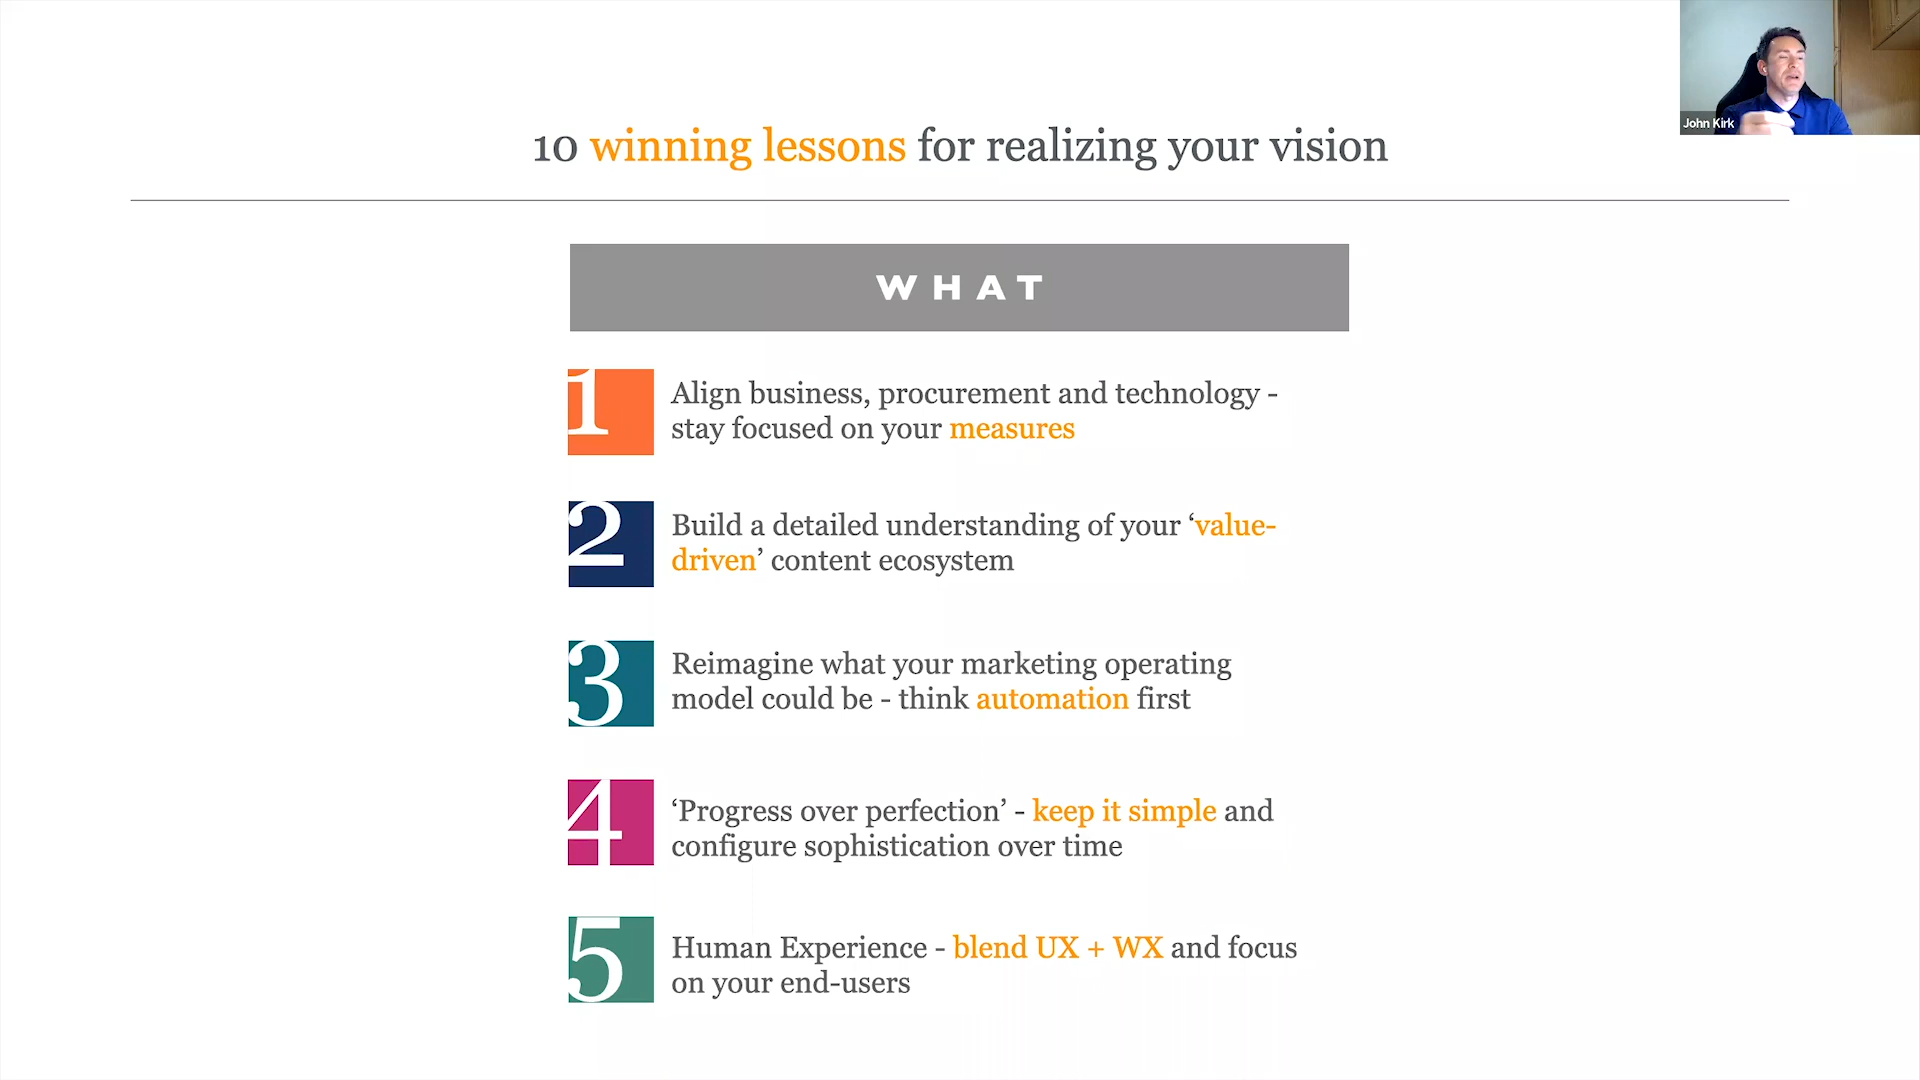 John Kirk
10 winning lessons for realizing your vision
WHAT
1
Align business, procurement and technology -
stay focused on your measures
2
Build a detailed understanding of your ‘value-
driven’ content ecosystem
3
Reimagine what your marketing operating
model could be - think automation first
4
‘Progress over perfection’ - keep it simple and
configure sophistication over time
5
Human Experience - blend UX + WX and focus
on your end-users